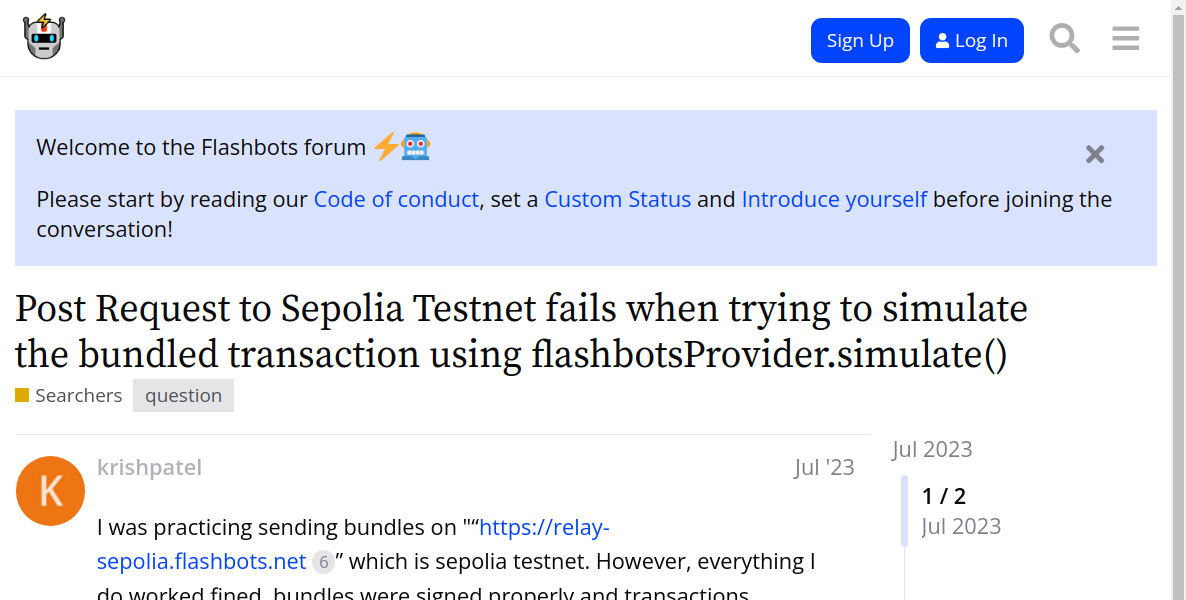 Sign Up
Log In
Welcome to the Flashbots forum
Please start by reading our Code of conduct, set a Custom Status and Introduce yourself before joining the
conversation!
Post Request to Sepolia Testnet fails when trying to simulate
the bundled transaction using flashbotsProvider.simulate()
Searchers question
K
krishpatel Jul '23
Jul 2023
1 / 2
Jul 2023
I was practicing sending bundles on "“https://relay-
sepolia.flashbots.net 6” which is sepolia testnet. However, everything I
do worked fined, bundles were signed properly and transactions